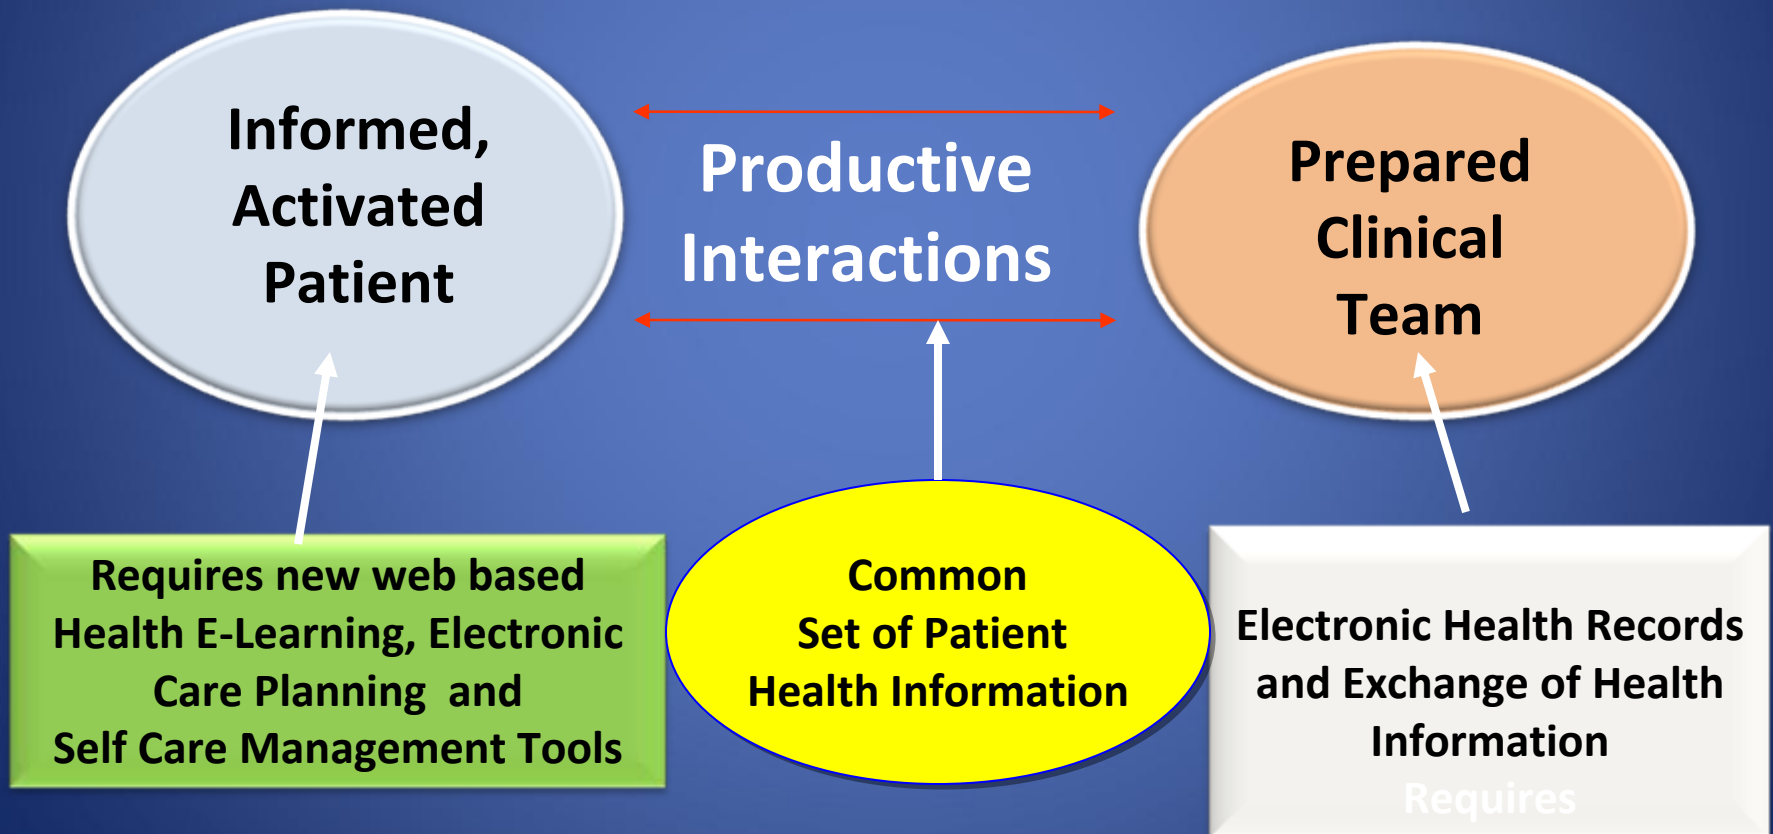 Informed,
Activated
Patient
Productive
Interactions
Prepared
Clinical
Team
Requires new web based
Health E-Learning, Electronic
Care Planning and
Self Care Management Tools
Common
Set of Patient
Health Information
Electronic Health Records
and Exchange of Health
Information
Requires